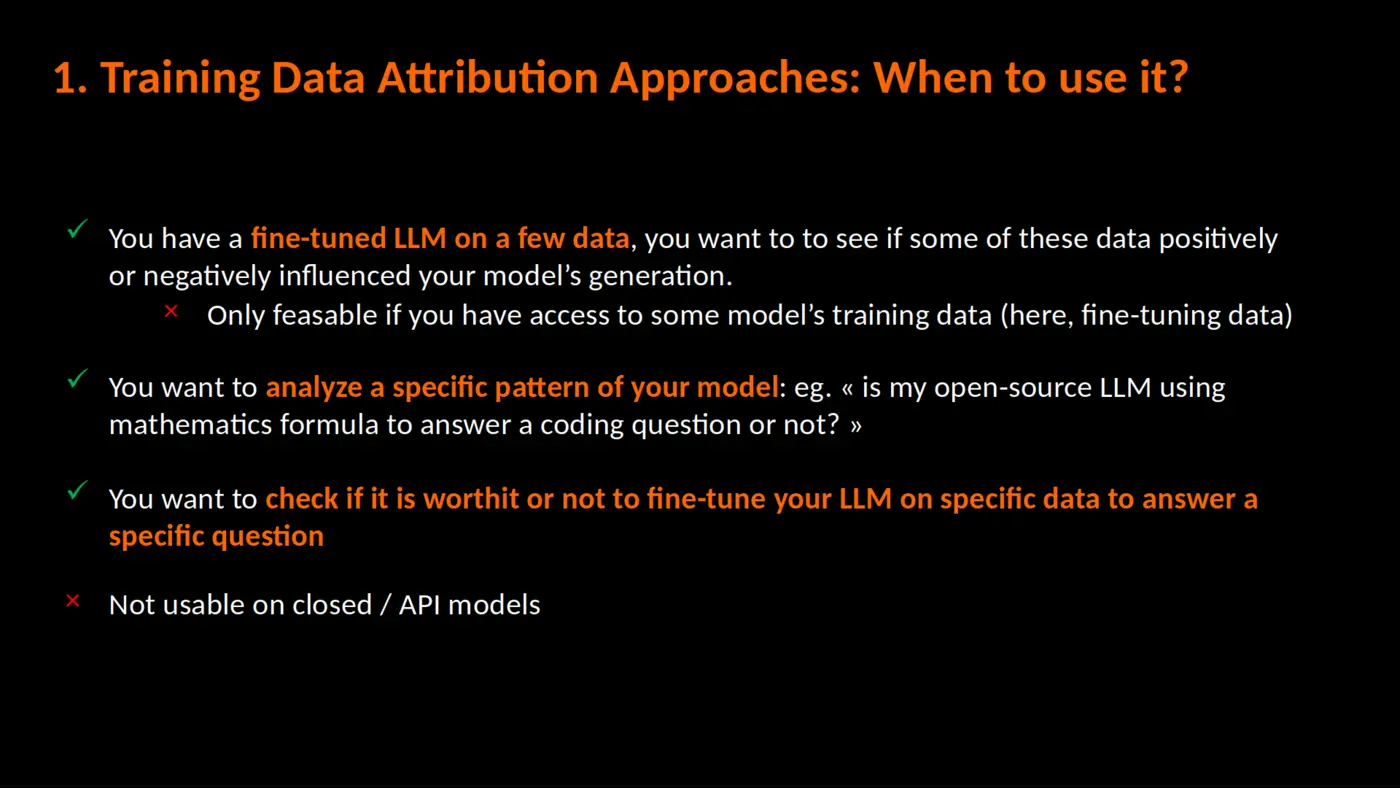 1. Training Data Attribution Approaches: When to use it?
✓ You have a fine-tuned LLM on a few data, you want to to see if some of these data positively
or negatively influenced your model’s generation.
× Only feasable if you have access to some model’s training data (here, fine-tuning data)
✓ You want to analyze a specific pattern of your model: eg. « is my open-source LLM using
mathematics formula to answer a coding question or not? »
✓ You want to check if it is worthit or not to fine-tune your LLM on specific data to answer a
specific question
× Not usable on closed / API models